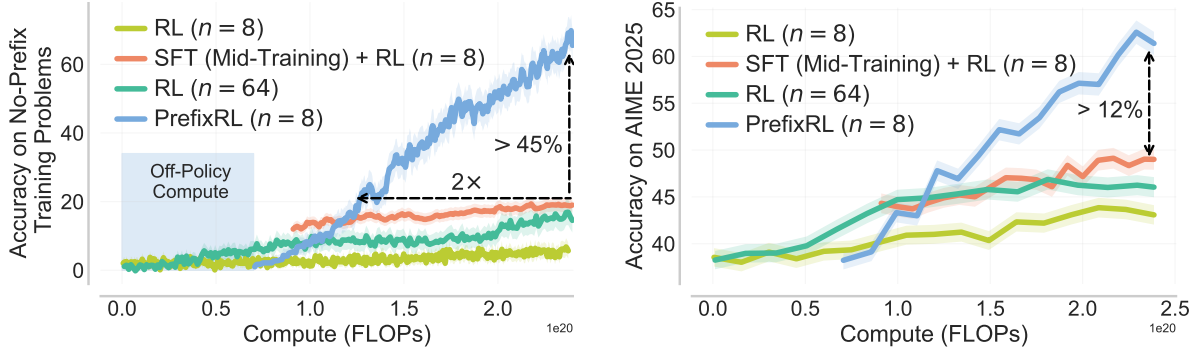 Accuracy on No-Prefix
Training Problems
60
40
20
0
RL (n = 8)
SFT (Mid-Training) + RL (n = 8)
RL (n = 64)
PrefixRL (n = 8)
Off-Policy
Compute
> 45%
2×
0.0 0.5 1.0 1.5 2.0
1e20
Compute (FLOPs)
Accuracy on AIME 2025
65
60
55
50
45
40
RL (n = 8)
SFT (Mid-Training) + RL (n = 8)
RL (n = 64)
PrefixRL (n = 8)
> 12%
0.0 0.5 1.0 1.5 2.0 2.5
1e20
Compute (FLOPs)